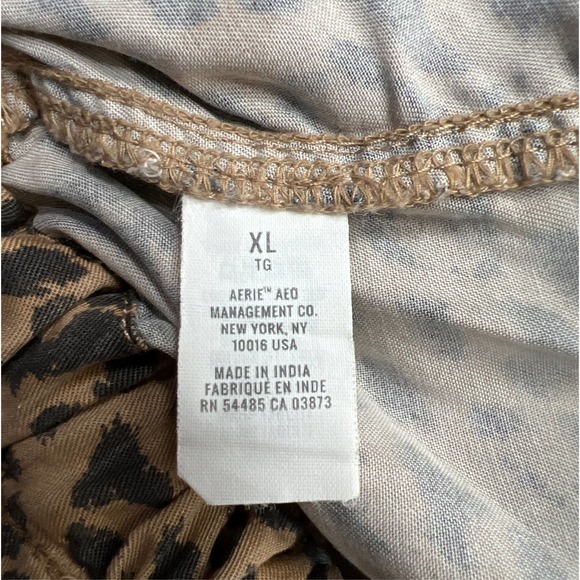 XL
TG
AERIE™ AEO
MANAGEMENT CO.
NEW YORK, NY
10016 USA
MADE IN INDIA
FABRIQUÉ EN INDE
RN 54485 CA 03873